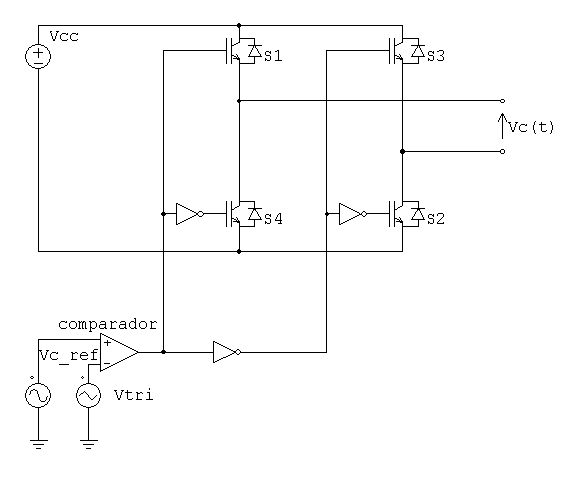 Vcc
S1
S3
Vc(t)
S4
S2
comparador
Vc_ref
Vtri